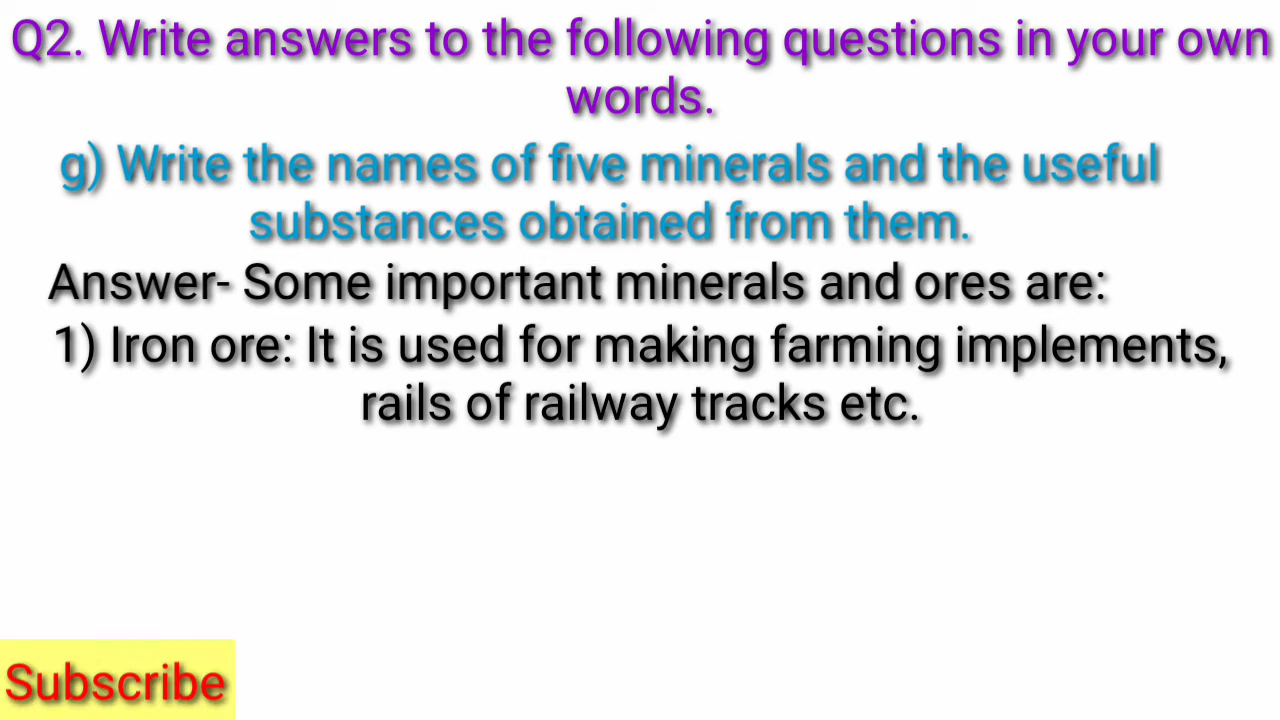 Q2. Write answers to the following questions in your own
words.
g) Write the names of five minerals and the useful
substances obtained from them.
Answer- Some important minerals and ores are:
1) Iron ore: It is used for making farming implements,
rails of railway tracks etc.
Subscribe